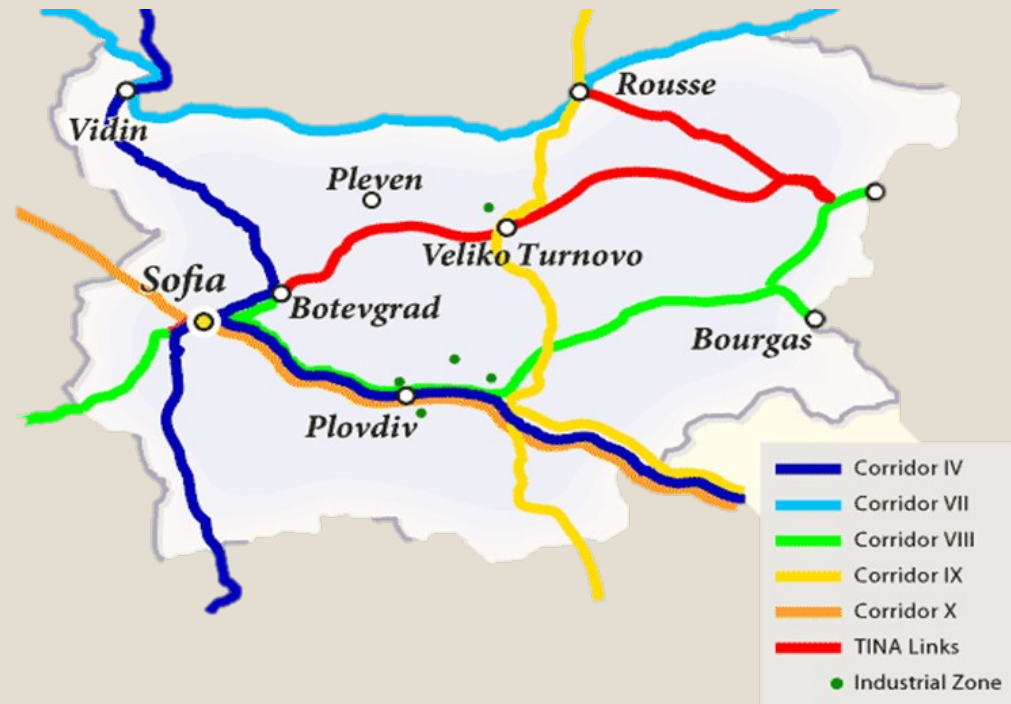 Rousse
Vidin
Pleven
Veliko Turnovo
Sofia
Botevgrad
Bourgas
Plovdiv
Corridor IV
Corridor VII
Corridor VIII
Corridor IX
Corridor X
TINA Links
Industrial Zone